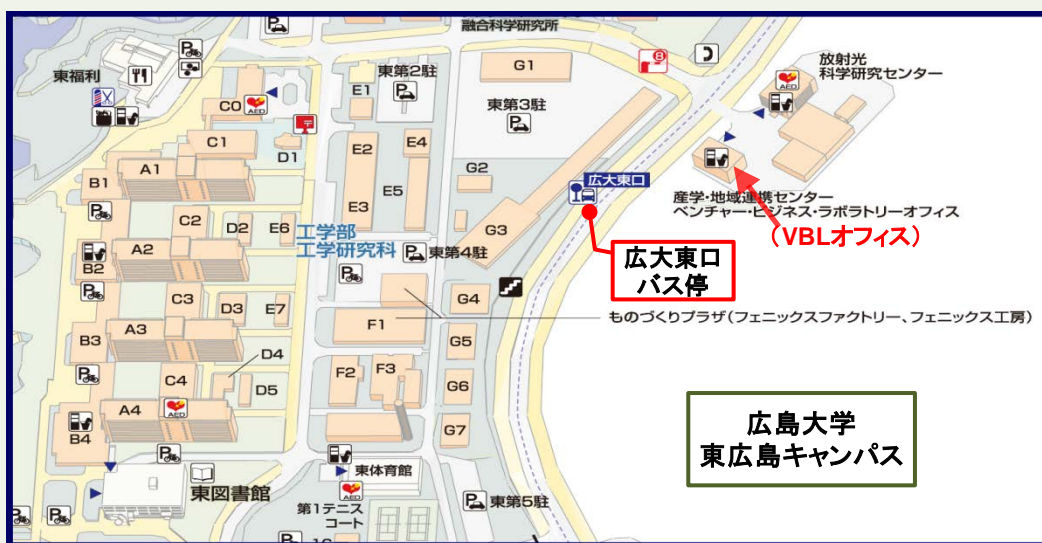 融合科学研究所
放射光
科学研究センター
東福利
東第2駐
G1
E1
C0
AED
AED
東第3駐
C1
D1
E2
E4
A1
B1
G2
広大東口
E5
産学・地域連携センター
ベンチャー・ビジネス・ラボラトリーオフィス
(VBLオフィス)
E3
C2
D2
E6
工学部
工学研究科
G3
A2
東第4駐
B2
広大東口
バス停
C3
D3
E7
G4
ものづくりプラザ(フェニックスファクトリー、フェニックス工房)
A3
F1
B3
G5
D4
C4
D5
F2
F3
G6
A4
AED
B4
G7
広島大学
東広島キャンパス
東体育館
東図書館
AED
第1テニス
コート
東第5駐